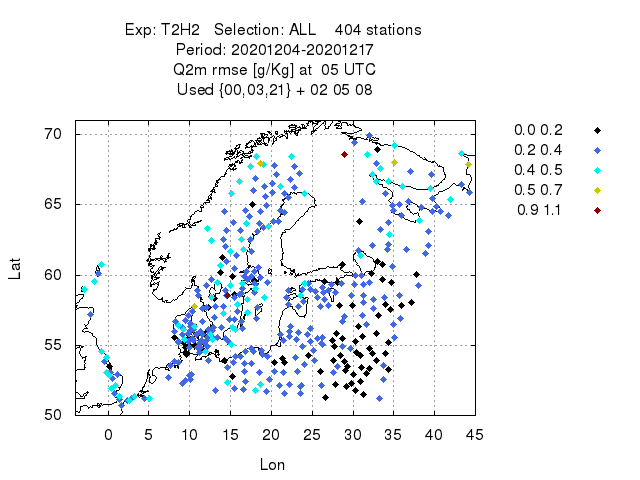 Exp: T2H2 Selection: ALL 404 stations
Period: 20201204-20201217
Q2m rmse [g/Kg] at 05 UTC
Used {00,03,21} + 02 05 08
0.0 0.2
0.2 0.4
0.4 0.5
0.5 0.7
0.9 1.1
70
65
60
55
50
Lat
0 5 10 15 20 25 30 35 40 45
Lon